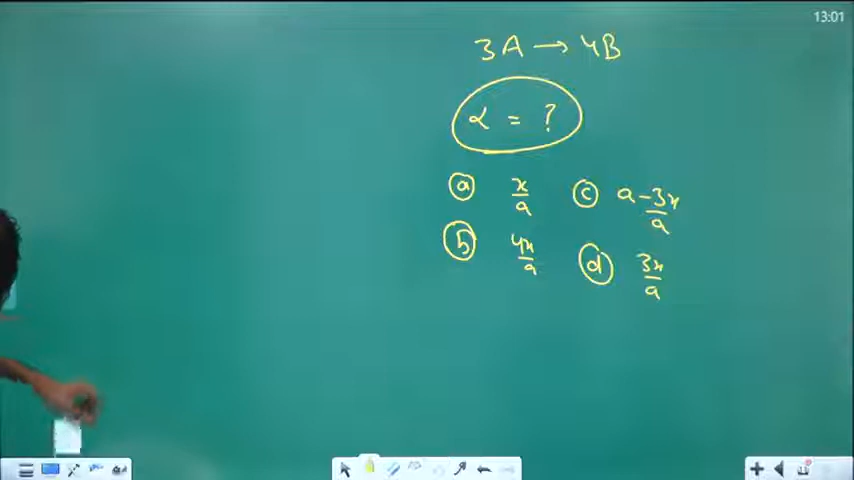 13:01
3A → 4B
α = ?
a x/a c a-3x/a
b 4x/a d 3x/a